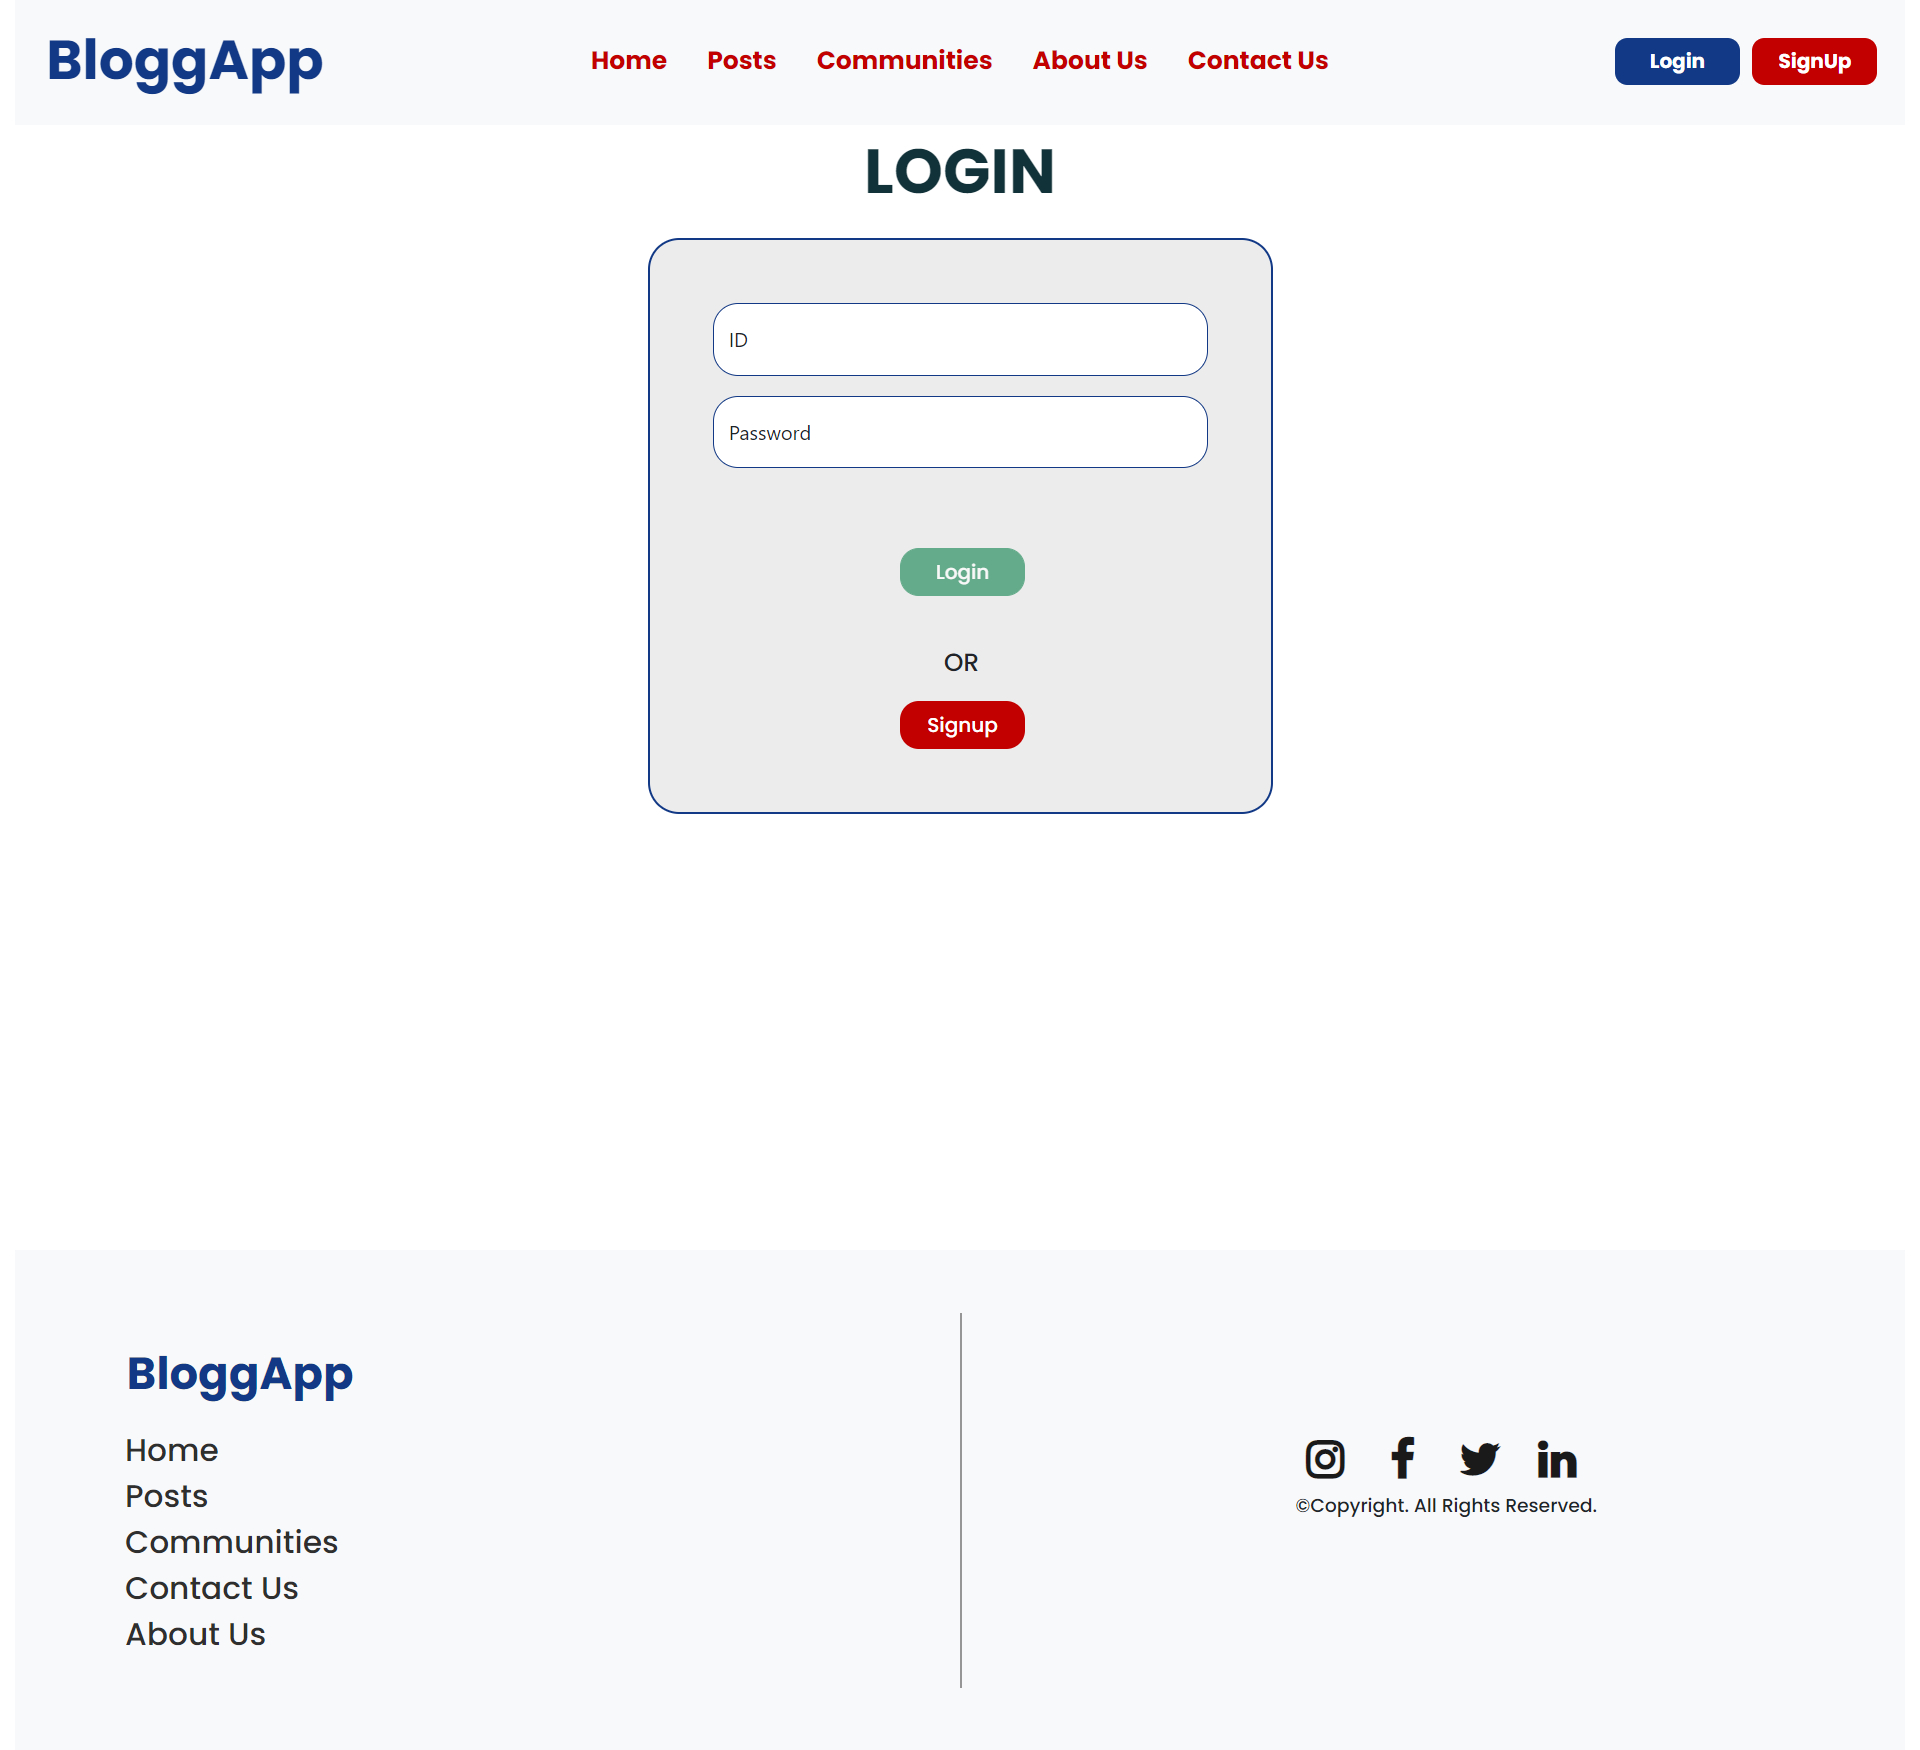 BloggApp
Home Posts Communities About Us Contact Us
Login SignUp
LOGIN
ID
Password
Login
OR
Signup
BloggApp
Home
Posts
Communities
Contact Us
About Us
©Copyright. All Rights Reserved.